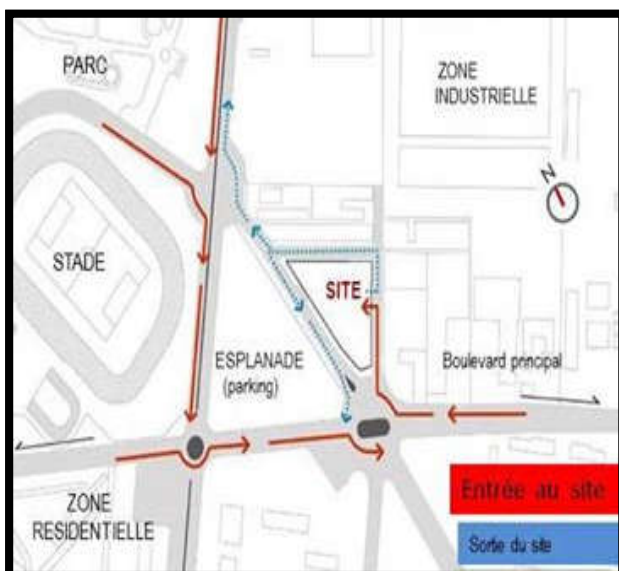 PARC
ZONE
INDUSTRIELLE
N
STADE
SITE
ESPLANADE
(parking)
Boulevard principal
ZONE
RESIDENTIELLE
Entrée au site
Sortie du site